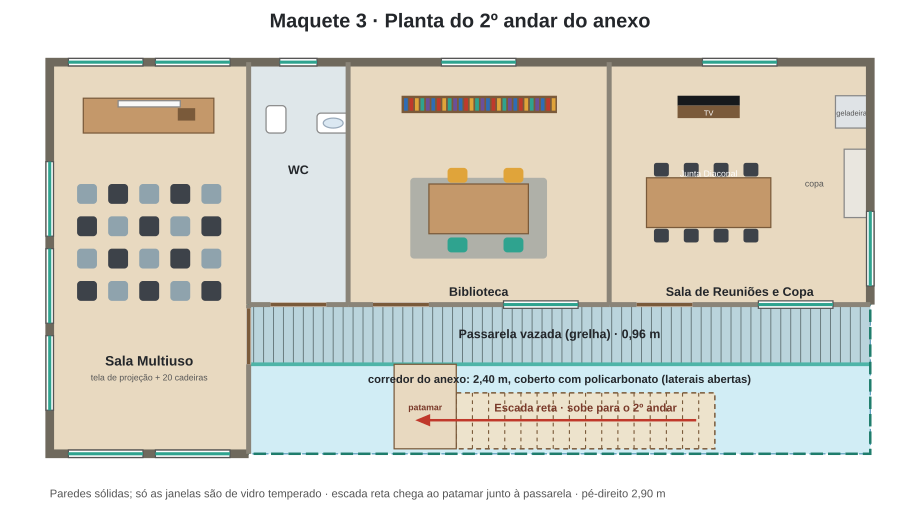 Maquete 3 · Planta do 2º andar do anexo
TV
geladeira
Junta Diaconal
WC
copa
Biblioteca
Sala de Reuniões e Copa
Passarela vazada (grelha) · 0,96 m
Sala Multiuso
tela de projeção + 20 cadeiras
corredor do anexo: 2,40 m, coberto com policarbonato (laterais abertas)
patamar
Escada reta · sobe para o 2º andar
Paredes sólidas; só as janelas são de vidro temperado · escada reta chega ao patamar junto à passarela · pé-direito 2,90 m